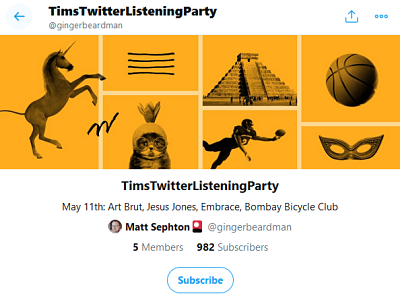 TimsTwitterListeningParty
@gingerbeardman
TimsTwitterListeningParty
May 11th: Art Brut, Jesus Jones, Embrace, Bombay Bicycle Club
Matt Sephton @gingerbeardman
5 Members 982 Subscribers
Subscribe